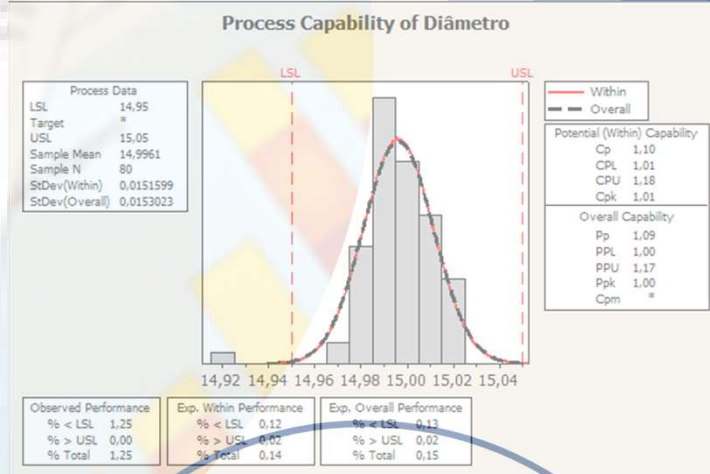 Process Capability of Diâmetro
LSL
USL
Process Data
LSL 14,95
Target *
USL 15,05
Sample Mean 14,9961
Sample N 80
StDev(Within) 0,0151599
StDev(Overall) 0,0153023
Within
Overall
Potential (Within) Capability
Cp 1,10
CPL 1,01
CPU 1,18
Cpk 1,01
Overall Capability
Pp 1,09
PPL 1,00
PPU 1,17
Ppk 1,00
Cpm *
14,92 14,94 14,96 14,98 15,00 15,02 15,04
Observed Performance
% < LSL 1,25
% > USL 0,00
% Total 1,25
Exp. Within Performance
% < LSL 0,12
% > USL 0,02
% Total 0,14
Exp. Overall Performance
% < LSL 0,13
% > USL 0,02
% Total 0,15